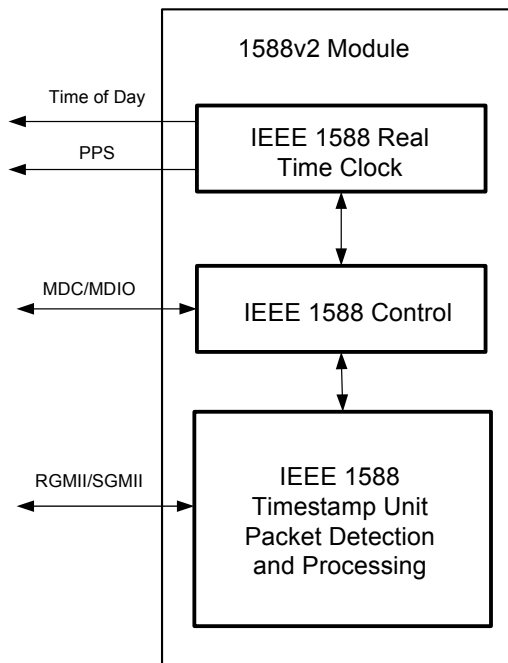 1588v2 Module
Time of Day
IEEE 1588 Real
Time Clock
PPS
MDC/MDIO
IEEE 1588 Control
RGMII/SGMII
IEEE 1588
Timestamp Unit
Packet Detection
and Processing